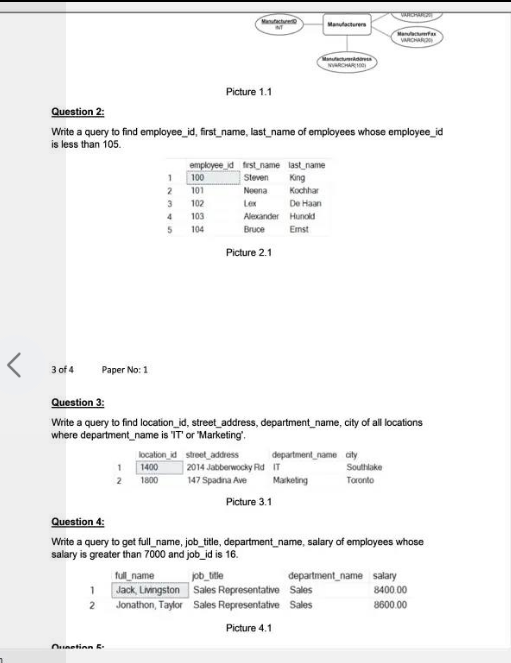 VARCHAR(20)
ManufacturerID
INT
Manufacturers
ManufacturerFax
VARCHAR(20)
ManufacturerAddress
NVARCHAR(100)
Picture 1.1
Question 2:
Write a query to find employee_id, first_name, last_name of employees whose employee_id
is less than 105.
employee_id first_name last_name
1 100 Steven King
2 101 Neena Kochhar
3 102 Lex De Haan
4 103 Alexander Hunold
5 104 Bruce Ernst
Picture 2.1
3 of 4 Paper No: 1
Question 3:
Write a query to find location_id, street_address, department_name, city of all locations
where department_name is 'IT' or 'Marketing'.
location_id street_address department_name city
1 1400 2014 Jabberwocky Rd IT Southlake
2 1800 147 Spadina Ave Marketing Toronto
Picture 3.1
Question 4:
Write a query to get full_name, job_title, department_name, salary of employees whose
salary is greater than 7000 and job_id is 16.
full_name job_title department_name salary
1 Jack, Livingston Sales Representative Sales 8400.00
2 Jonathon, Taylor Sales Representative Sales 8600.00
Picture 4.1
Question 5: